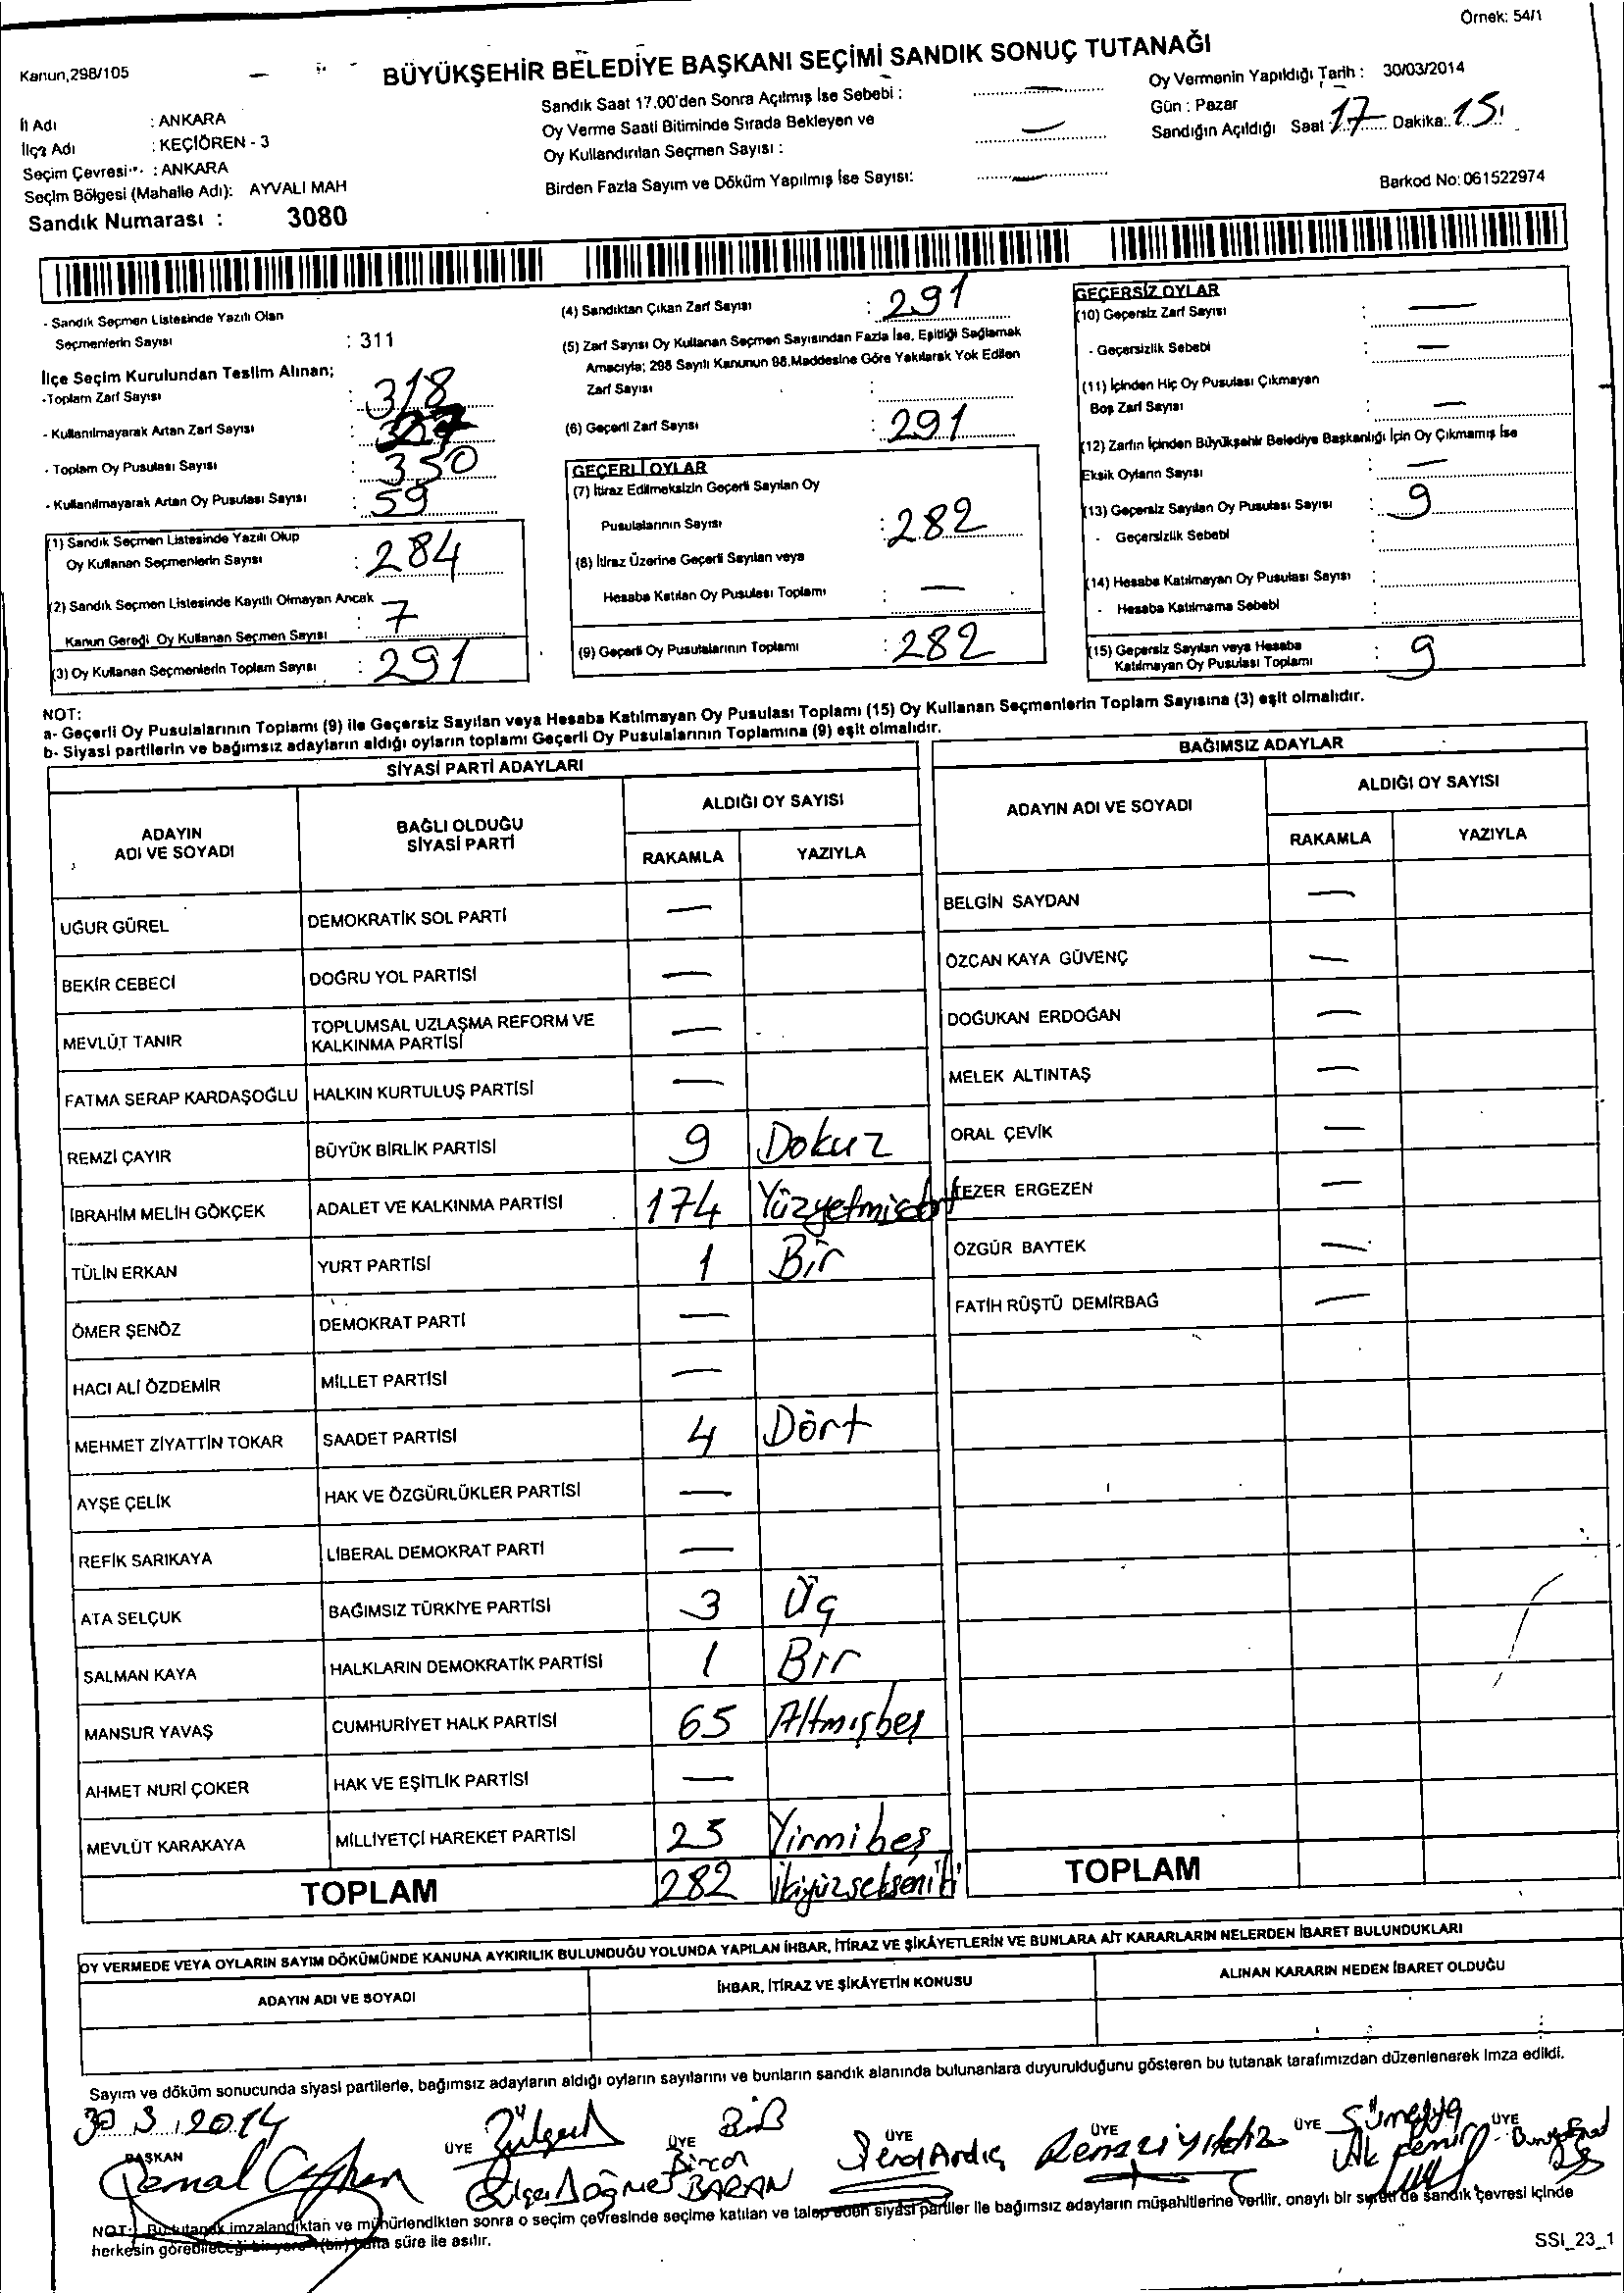 Örnek: 54/1
Kanun,298/105
BÜYÜKŞEHİR BELEDİYE BAŞKANI SEÇİMİ SANDIK SONUÇ TUTANAĞI
İl Adı : ANKARA
İlçe Adı : KEÇİÖREN - 3
Seçim Çevresi : ANKARA
Seçim Bölgesi (Mahalle Adı): AYVALI MAH
Sandık Numarası : 3080
Sandık Saat 17.00'den Sonra Açılmış İse Sebebi : —
Oy Verme Saati Bitiminde Sırada Bekleyen ve
Oy Kullandırılan Seçmen Sayısı : —
Birden Fazla Sayım ve Döküm Yapılmış İse Sayısı: —
Oy Vermenin Yapıldığı Tarih : 30/03/2014
Gün : Pazar
Sandığın Açıldığı Saat : 17 Dakika: 15
Barkod No: 061522974
- Sandık Seçmen Listesinde Yazılı Olan
Seçmenlerin Sayısı : 311
İlçe Seçim Kurulundan Teslim Alınan;
-Toplam Zarf Sayısı : 318
- Kullanılmayarak Artan Zarf Sayısı :
- Toplam Oy Pusulası Sayısı : 350
- Kullanılmayarak Artan Oy Pusulası Sayısı : 59
(1) Sandık Seçmen Listesinde Yazılı Olup
Oy Kullanan Seçmenlerin Sayısı : 284
(2) Sandık Seçmen Listesinde Kayıtlı Olmayan Ancak
Kanun Gereği Oy Kullanan Seçmen Sayısı : 7
(3) Oy Kullanan Seçmenlerin Toplam Sayısı : 291
(4) Sandıktan Çıkan Zarf Sayısı : 291
(5) Zarf Sayısı Oy Kullanan Seçmen Sayısından Fazla İse, Eşitliği Sağlamak
Amacıyla; 298 Sayılı Kanunun 98.Maddesine Göre Yakılarak Yok Edilen
Zarf Sayısı :
(6) Geçerli Zarf Sayısı : 291
GEÇERLİ OYLAR
(7) İtiraz Edilmeksizin Geçerli Sayılan Oy
Pusulalarının Sayısı : 282
(8) İtiraz Üzerine Geçerli Sayılan veya
Hesaba Katılan Oy Pusulası Toplamı : —
(9) Geçerli Oy Pusulalarının Toplamı : 282
GEÇERSİZ OYLAR
(10) Geçersiz Zarf Sayısı : —
- Geçersizlik Sebebi : —
(11) İçinden Hiç Oy Pusulası Çıkmayan
Boş Zarf Sayısı : —
(12) Zarfın İçinden Büyükşehir Belediye Başkanlığı İçin Oy Çıkmamış İse
Eksik Oyların Sayısı : —
(13) Geçersiz Sayılan Oy Pusulası Sayısı : 9
- Geçersizlik Sebebi :
(14) Hesaba Katılmayan Oy Pusulası Sayısı :
- Hesaba Katılmama Sebebi :
(15) Geçersiz Sayılan veya Hesaba
Katılmayan Oy Pusulası Toplamı : 9
NOT:
a- Geçerli Oy Pusulalarının Toplamı (9) ile Geçersiz Sayılan veya Hesaba Katılmayan Oy Pusulası Toplamı (15) Oy Kullanan Seçmenlerin Toplam Sayısına (3) eşit olmalıdır.
b- Siyasi partilerin ve bağımsız adayların aldığı oyların toplamı Geçerli Oy Pusulalarının Toplamına (9) eşit olmalıdır.
SİYASİ PARTİ ADAYLARI
ADAYIN ADI VE SOYADI BAĞLI OLDUĞU SİYASİ PARTİ ALDIĞI OY SAYISI
RAKAMLA YAZIYLA
UĞUR GÜREL DEMOKRATİK SOL PARTİ —
BEKİR CEBECİ DOĞRU YOL PARTİSİ —
MEVLÜT TANIR TOPLUMSAL UZLAŞMA REFORM VE KALKINMA PARTİSİ —
FATMA SERAP KARDAŞOĞLU HALKIN KURTULUŞ PARTİSİ —
REMZİ ÇAYIR BÜYÜK BİRLİK PARTİSİ 9 Dokuz
İBRAHİM MELİH GÖKÇEK ADALET VE KALKINMA PARTİSİ 174 Yüzyetmişdört
TÜLİN ERKAN YURT PARTİSİ 1 Bir
ÖMER ŞENÖZ DEMOKRAT PARTİ —
HACI ALİ ÖZDEMİR MİLLET PARTİSİ —
MEHMET ZİYATTİN TOKAR SAADET PARTİSİ 4 Dört
AYŞE ÇELİK HAK VE ÖZGÜRLÜKLER PARTİSİ —
REFİK SARIKAYA LİBERAL DEMOKRAT PARTİ —
ATA SELÇUK BAĞIMSIZ TÜRKİYE PARTİSİ 3 Üç
SALMAN KAYA HALKLARIN DEMOKRATİK PARTİSİ 1 Bir
MANSUR YAVAŞ CUMHURİYET HALK PARTİSİ 65 Altmışbeş
AHMET NURİ ÇOKER HAK VE EŞİTLİK PARTİSİ —
MEVLÜT KARAKAYA MİLLİYETÇİ HAREKET PARTİSİ 25 Yirmibeş
TOPLAM 282 İkiyüzseksenİki
BAĞIMSIZ ADAYLAR
ADAYIN ADI VE SOYADI ALDIĞI OY SAYISI
RAKAMLA YAZIYLA
BELGİN SAYDAN —
ÖZCAN KAYA GÜVENÇ —
DOĞUKAN ERDOĞAN —
MELEK ALTINTAŞ —
ORAL ÇEVİK —
TEZER ERGEZEN —
ÖZGÜR BAYTEK —
FATİH RÜŞTÜ DEMİRBAĞ —
TOPLAM
OY VERMEDE VEYA OYLARIN SAYIM DÖKÜMÜNDE KANUNA AYKIRILIK BULUNDUĞU YOLUNDA YAPILAN İHBAR, İTİRAZ VE ŞİKÂYETLERİN VE BUNLARA AİT KARARLARIN NELERDEN İBARET BULUNDUKLARI
ADAYIN ADI VE SOYADI İHBAR, İTİRAZ VE ŞİKÂYETİN KONUSU ALINAN KARARIN NEDEN İBARET OLDUĞU
Sayım ve döküm sonucunda siyasi partilerle, bağımsız adayların aldığı oyların sayılarını ve bunların sandık alanında bulunanlara duyurulduğunu gösteren bu tutanak tarafımızdan düzenlenerek imza edildi.
30.3.2014
BAŞKAN ÜYE ÜYE ÜYE ÜYE ÜYE ÜYE
BARAN
NOT: Bu tutanak imzalandıktan ve mühürlendikten sonra o seçim çevresinde seçime katılan ve talep eden siyasi partiler ile bağımsız adayların müşahitlerine verilir, onaylı bir sureti de sandık çevresi içinde
herkesin görebileceği bir yere 1 (bir) hafta süre ile asılır.
SSI_23_1